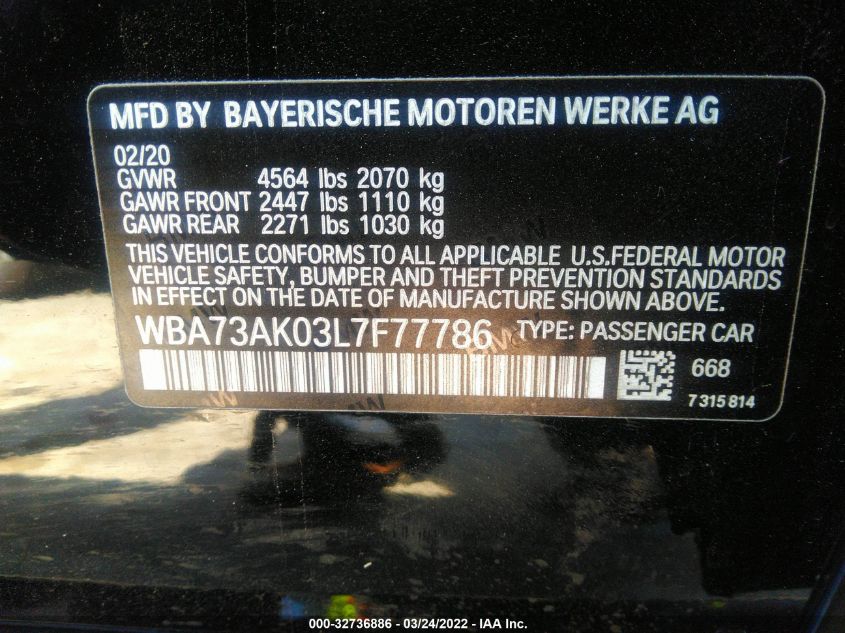 MFD BY BAYERISCHE MOTOREN WERKE AG
02/20
GVWR 4564 lbs 2070 kg
GAWR FRONT 2447 lbs 1110 kg
GAWR REAR 2271 lbs 1030 kg
THIS VEHICLE CONFORMS TO ALL APPLICABLE U.S.FEDERAL MOTOR
VEHICLE SAFETY, BUMPER AND THEFT PREVENTION STANDARDS
IN EFFECT ON THE DATE OF MANUFACTURE SHOWN ABOVE.
WBA73AK03L7F77786 TYPE: PASSENGER CAR
668
7 315 814
000-32736886 - 03/24/2022 - IAA Inc.